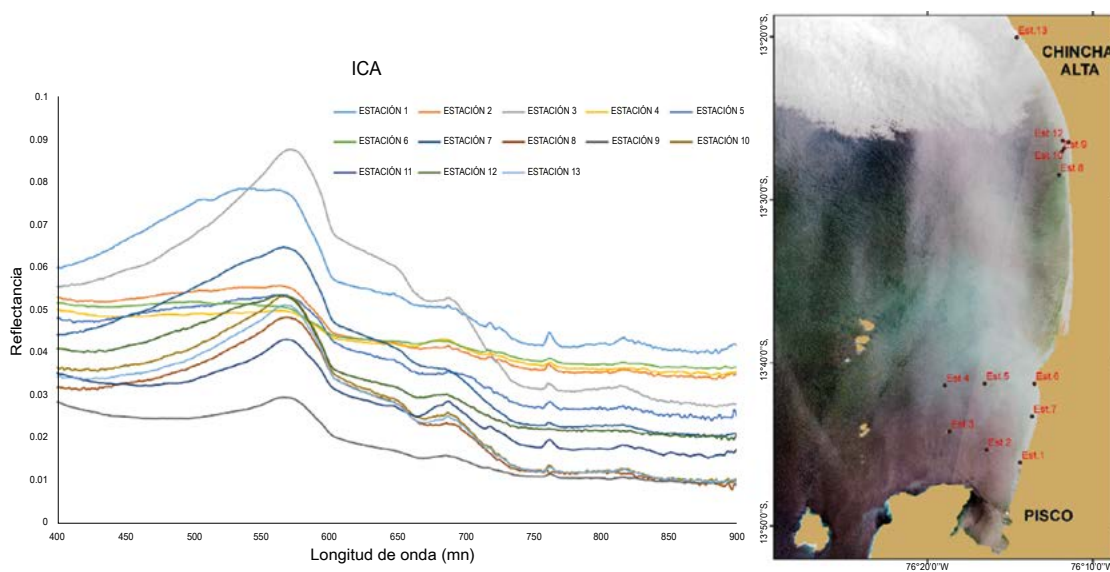 ICA
0.1
0.09
0.08
0.07
0.06
0.05
0.04
0.03
0.02
0.01
0
Reflectancia
ESTACIÓN 1
ESTACIÓN 2
ESTACIÓN 3
ESTACIÓN 4
ESTACIÓN 5
ESTACIÓN 6
ESTACIÓN 7
ESTACIÓN 8
ESTACIÓN 9
ESTACIÓN 10
ESTACIÓN 11
ESTACIÓN 12
ESTACIÓN 13
400
450
500
550
600
650
700
750
800
850
900
Longitud de onda (mn)
13°20'0"S,
13°30'0"S,
13°40'0"S,
13°50'0"S,
Est.13
CHINCHA
ALTA
Est.12
Est.9
Est.10
Est.8
Est.4
Est.5
Est.6
Est.7
Est.3
Est.2
Est.1
PISCO
76°20'0"W
76°10'0"W